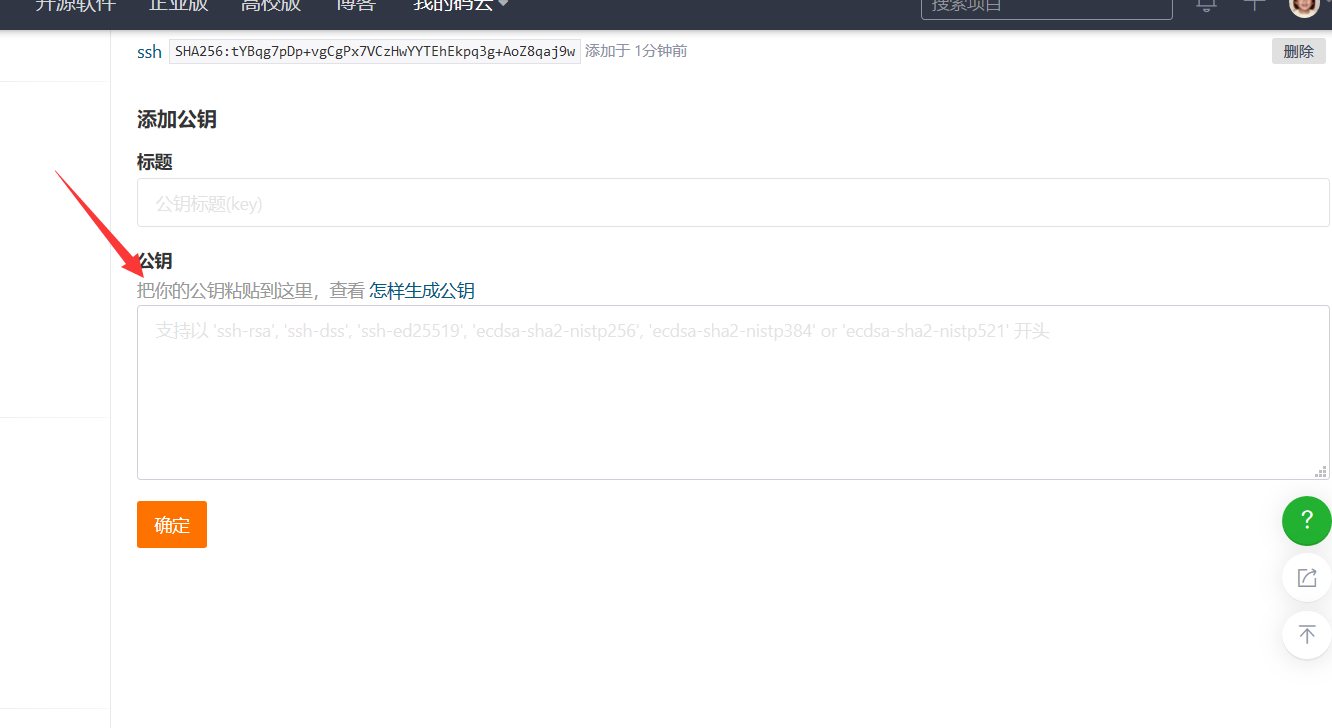 开源软件 企业版 高校版 博客 我的码云 搜索项目
ssh SHA256:tYBqg7pDp+vgCgPx7VCzHwYYTEhEkpq3g+AoZ8qaj9w 添加于 1分钟前 删除
添加公钥
标题
公钥标题(key)
公钥
把你的公钥粘贴到这里，查看 怎样生成公钥
支持以 'ssh-rsa', 'ssh-dss', 'ssh-ed25519', 'ecdsa-sha2-nistp256', 'ecdsa-sha2-nistp384' or 'ecdsa-sha2-nistp521' 开头
确定
?